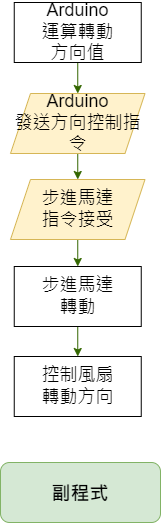 Arduino
運算轉動
方向值
Arduino
發送方向控制指
令
步進馬達
指令接受
步進馬達
轉動
控制風扇
轉動方向
副程式